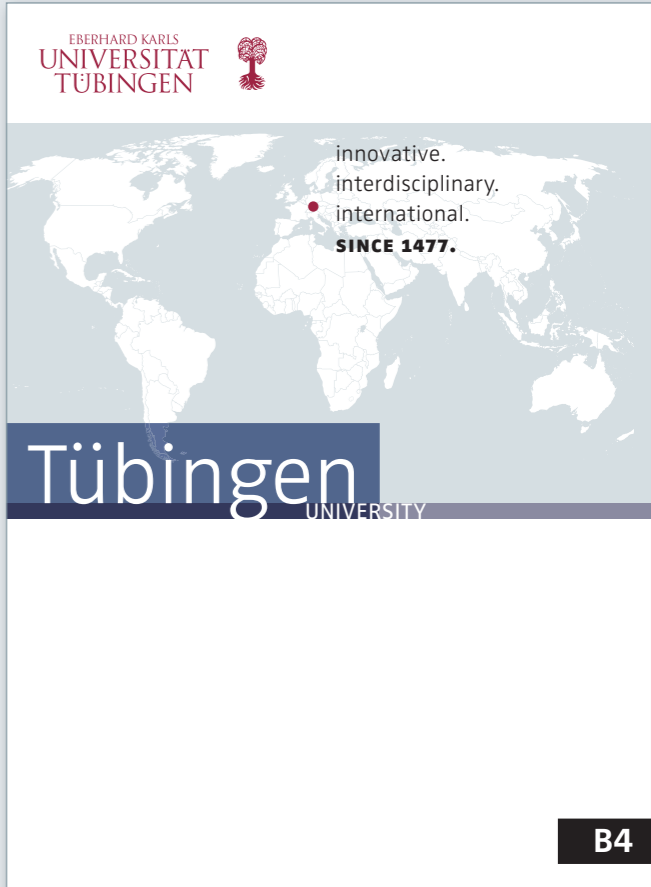 EBERHARD KARLS
UNIVERSITÄT
TÜBINGEN
innovative.
interdisciplinary.
international.
SINCE 1477.
Tübingen
UNIVERSITY
B4